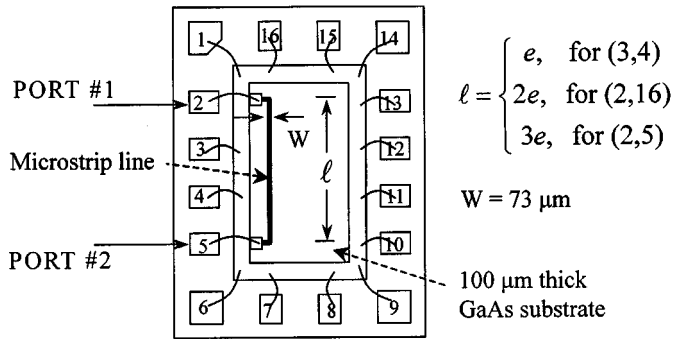 1 16 15 14
PORT #1
2 13
W
3 12
Microstrip line
ℓ
4 11
5 10
PORT #2
6 7 8 9
ℓ = { e, for (3,4)
2e, for (2,16)
3e, for (2,5)
W = 73 μm
100 μm thick
GaAs substrate